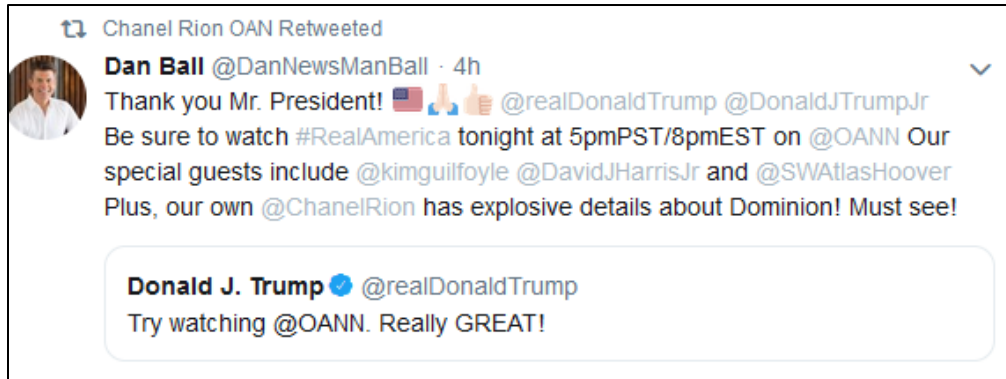 Chanel Rion OAN Retweeted
Dan Ball @DanNewsManBall · 4h
Thank you Mr. President! 🇺🇸🙏🏻👍🏻 @realDonaldTrump @DonaldJTrumpJr
Be sure to watch #RealAmerica tonight at 5pmPST/8pmEST on @OANN Our
special guests include @kimguilfoyle @DavidJHarrisJr and @SWAtlasHoover
Plus, our own @ChanelRion has explosive details about Dominion! Must see!
Donald J. Trump @realDonaldTrump
Try watching @OANN. Really GREAT!